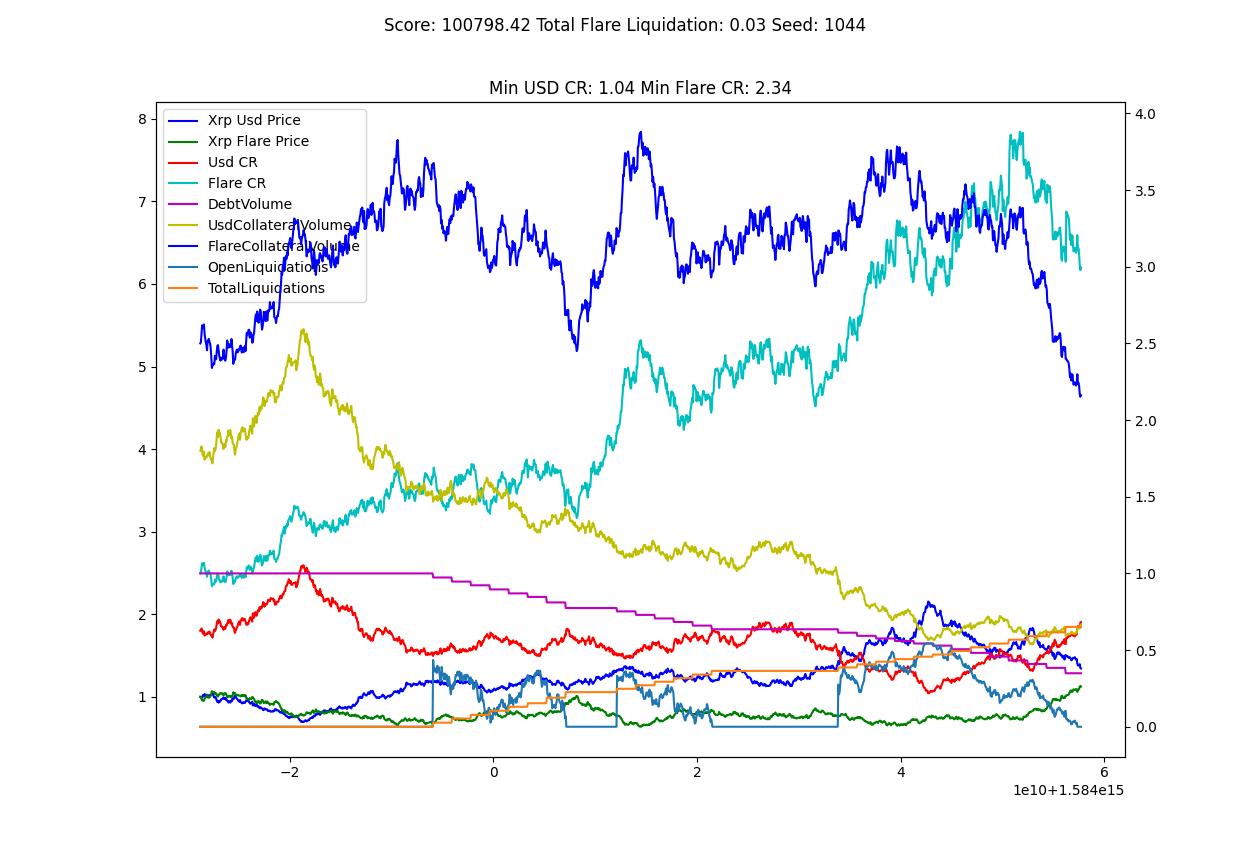 Score: 100798.42 Total Flare Liquidation: 0.03 Seed: 1044
Min USD CR: 1.04 Min Flare CR: 2.34
Xrp Usd Price
Xrp Flare Price
Usd CR
Flare CR
DebtVolume
UsdCollateralVolume
FlareCollateralVolume
OpenLiquidations
TotalLiquidations
8
7
6
5
4
3
2
1
4.0
3.5
3.0
2.5
2.0
1.5
1.0
0.5
0.0
−2
0
2
4
6
1e10+1.584e15